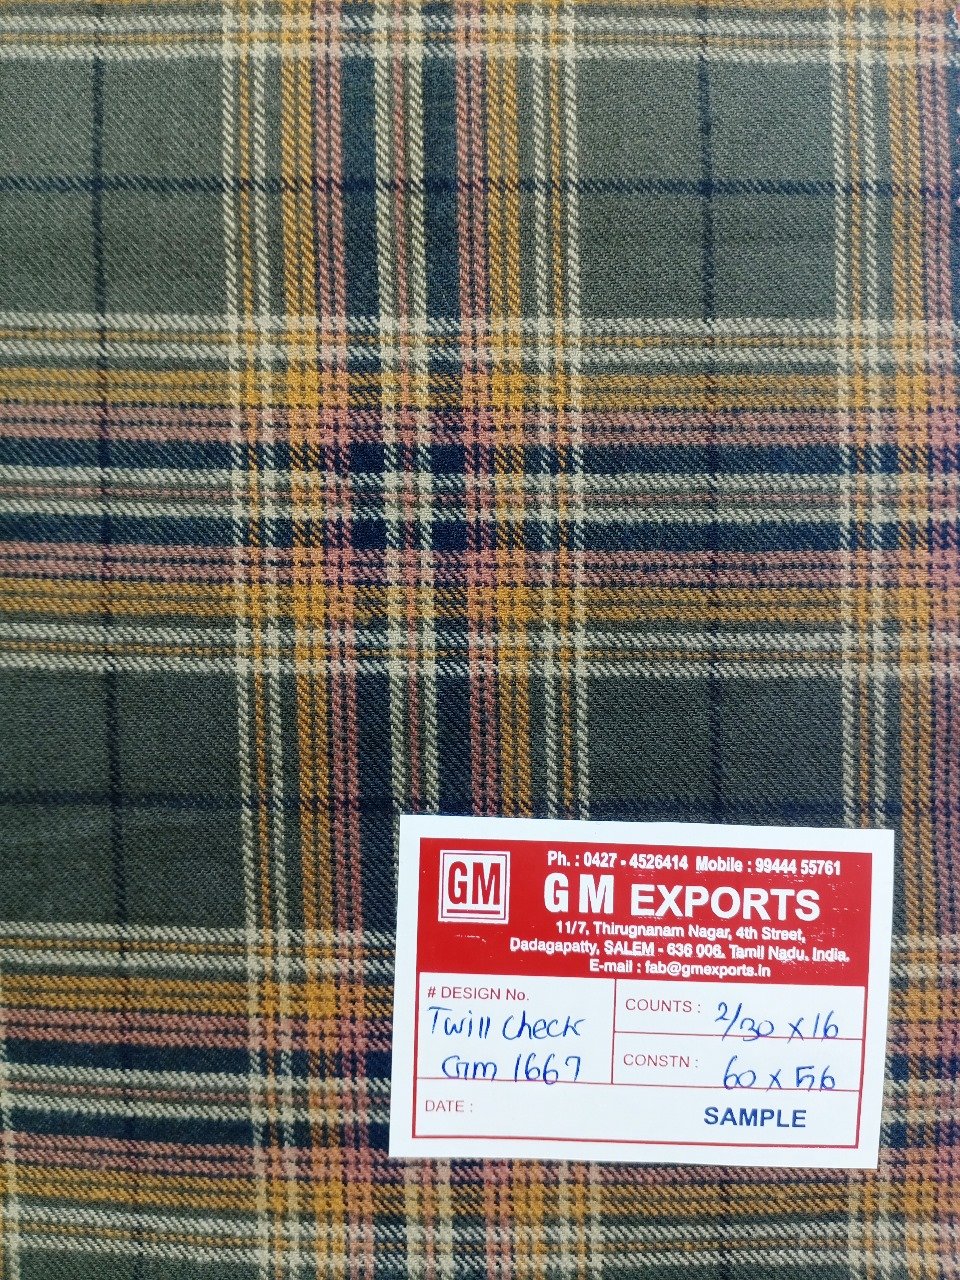 GM
Ph. : 0427 - 4526414 Mobile : 99444 55761
GM EXPORTS
11/7, Thirugnanam Nagar, 4th Street,
Dadagapatty, SALEM - 636 006. Tamil Nadu. India.
E-mail : fab@gmexports.in
# DESIGN No.
Twill check
Gm 1667
COUNTS : 2/30 x 16
CONSTN : 60 x 56
DATE :
SAMPLE